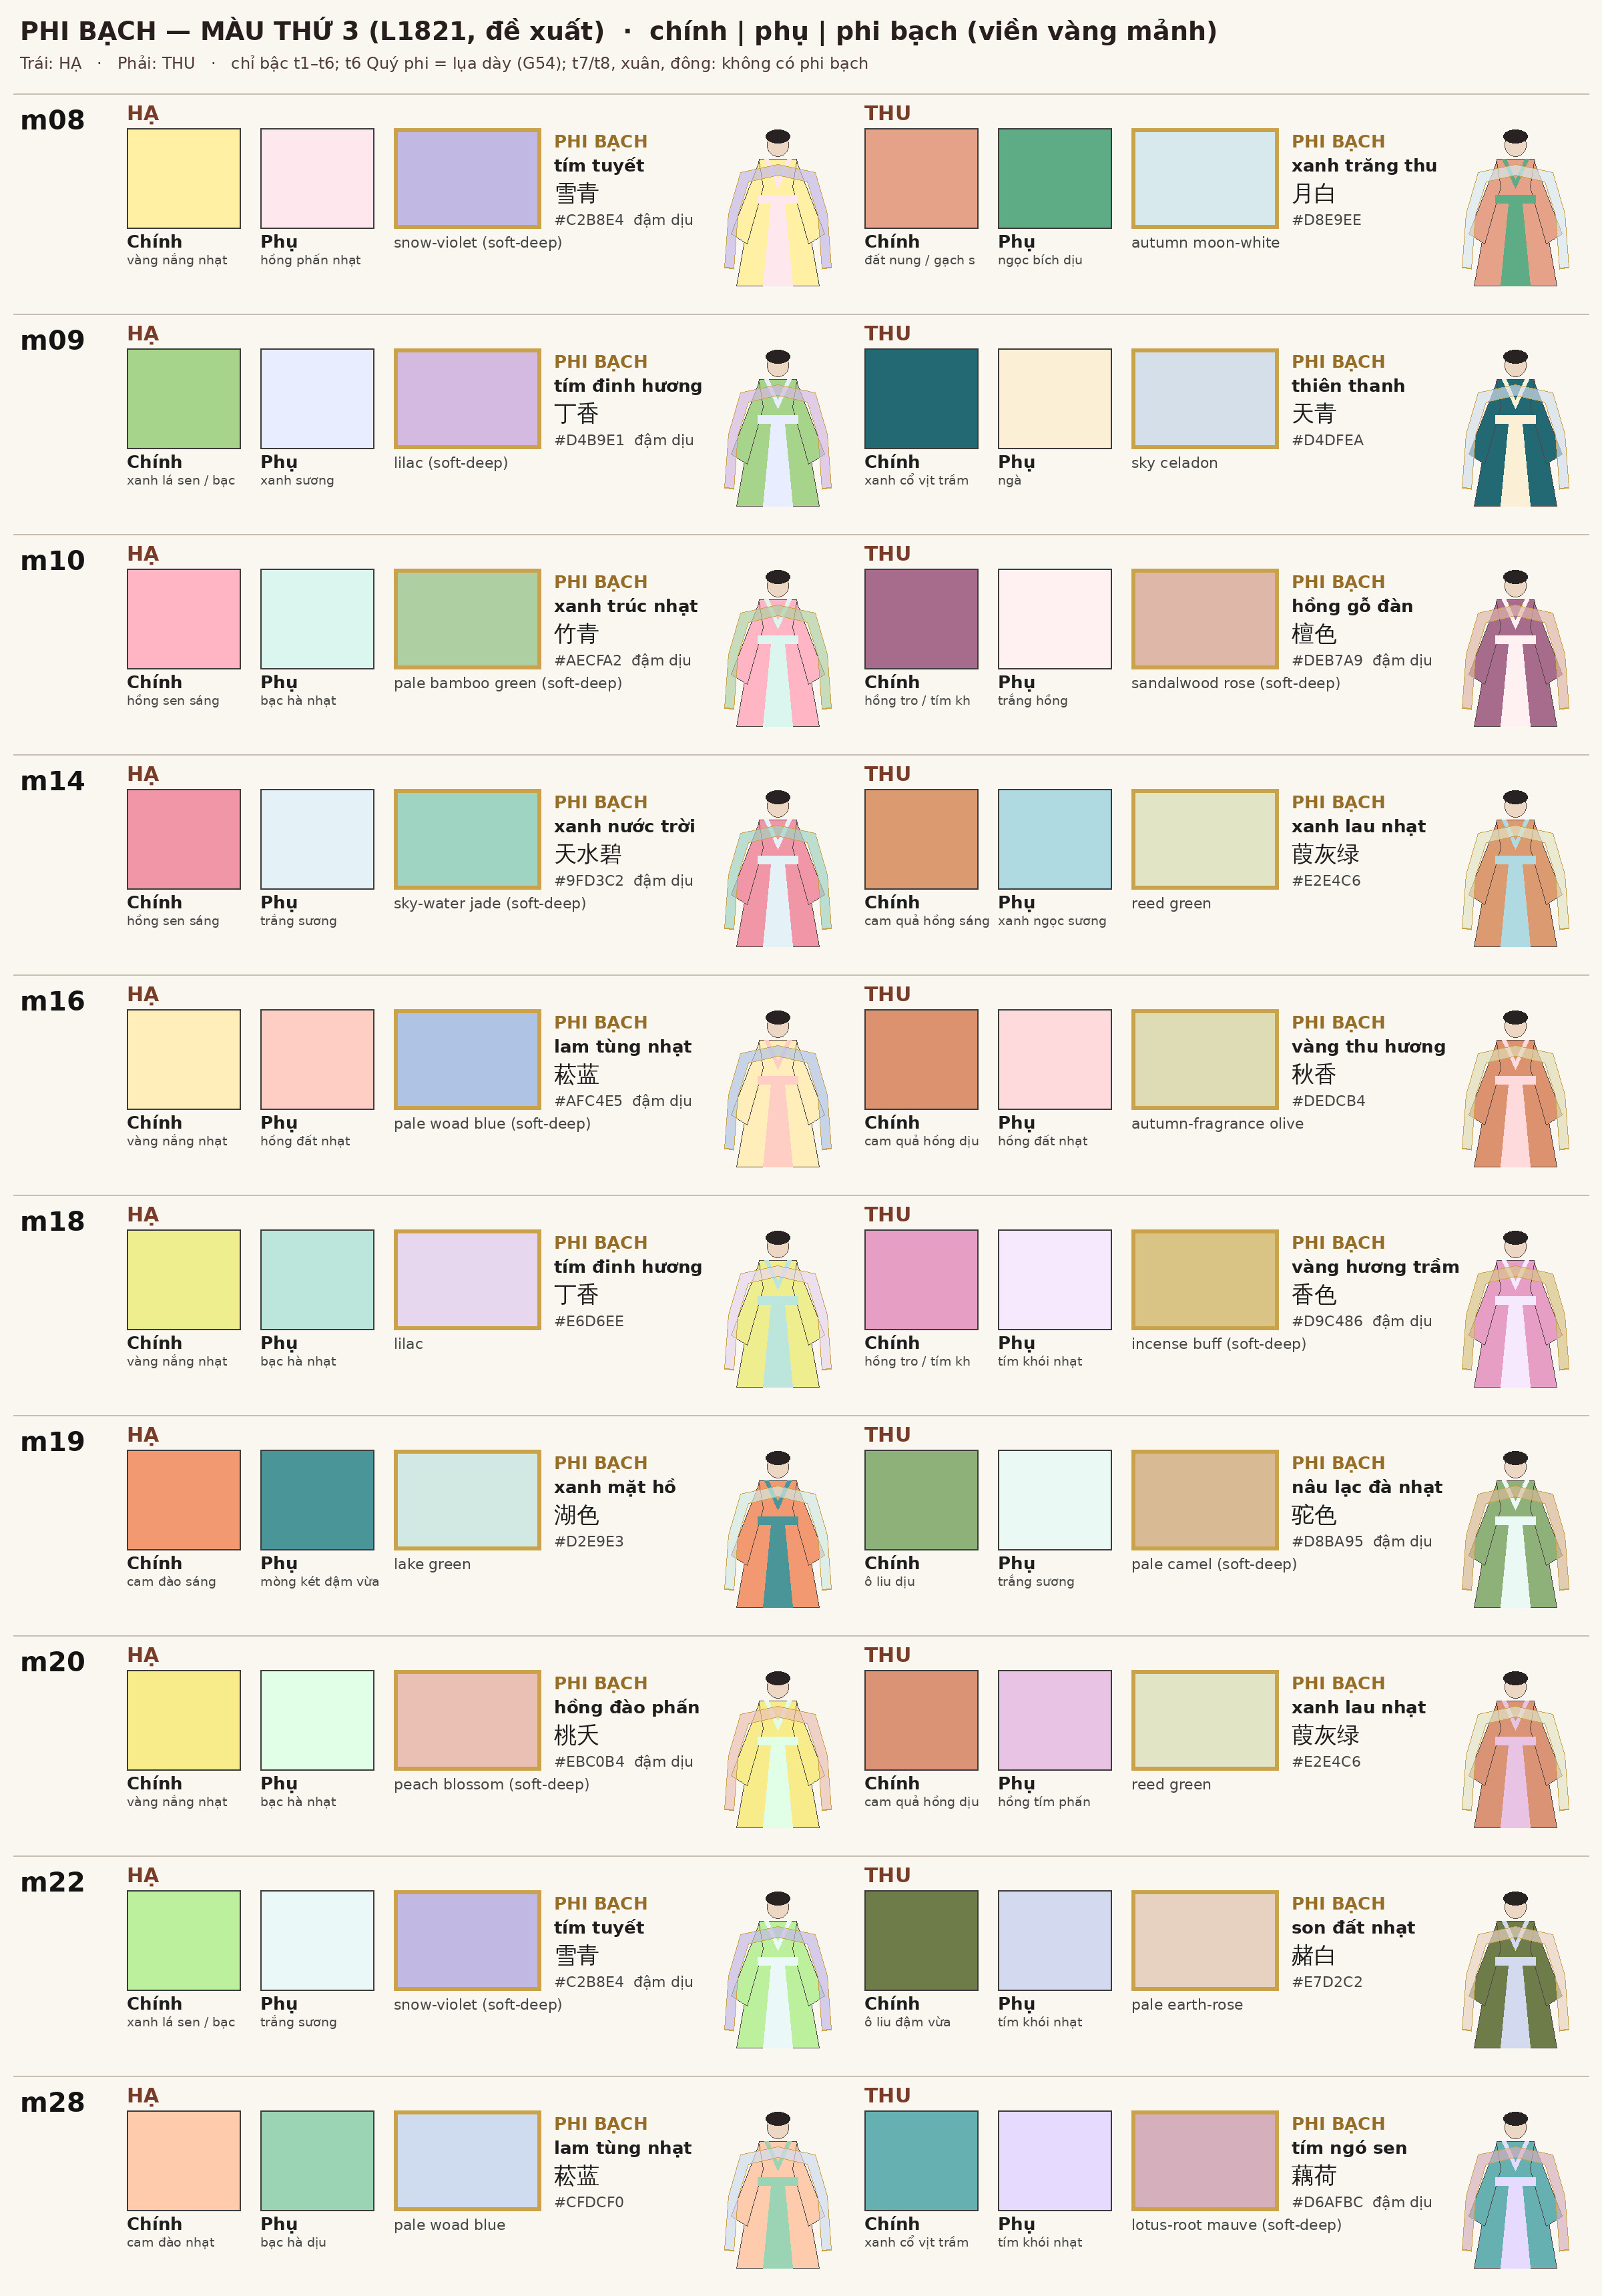 PHI BẠCH — MÀU THỨ 3 (L1821, đề xuất)  ·  chính | phụ | phi bạch (viền vàng mảnh)
Trái: HẠ   ·   Phải: THU   ·   chỉ bậc t1–t6; t6 Quý phi = lụa dày (G54); t7/t8, xuân, đông: không có phi bạch
m08
HẠ
PHI BẠCH
tím tuyết
雪青
#C2B8E4  đậm dịu
Chính
vàng nắng nhạt
Phụ
hồng phấn nhạt
snow-violet (soft-deep)
THU
PHI BẠCH
xanh trăng thu
月白
#D8E9EE
Chính
đất nung / gạch s
Phụ
ngọc bích dịu
autumn moon-white
m09
HẠ
PHI BẠCH
tím đinh hương
丁香
#D4B9E1  đậm dịu
Chính
xanh lá sen / bạc
Phụ
xanh sương
lilac (soft-deep)
THU
PHI BẠCH
thiên thanh
天青
#D4DFEA
Chính
xanh cổ vịt trầm
Phụ
ngà
sky celadon
m10
HẠ
PHI BẠCH
xanh trúc nhạt
竹青
#AECFA2  đậm dịu
Chính
hồng sen sáng
Phụ
bạc hà nhạt
pale bamboo green (soft-deep)
THU
PHI BẠCH
hồng gỗ đàn
檀色
#DEB7A9  đậm dịu
Chính
hồng tro / tím kh
Phụ
trắng hồng
sandalwood rose (soft-deep)
m14
HẠ
PHI BẠCH
xanh nước trời
天水碧
#9FD3C2  đậm dịu
Chính
hồng sen sáng
Phụ
trắng sương
sky-water jade (soft-deep)
THU
PHI BẠCH
xanh lau nhạt
葭灰绿
#E2E4C6
Chính
cam quả hồng sáng
Phụ
xanh ngọc sương
reed green
m16
HẠ
PHI BẠCH
lam tùng nhạt
菘蓝
#AFC4E5  đậm dịu
Chính
vàng nắng nhạt
Phụ
hồng đất nhạt
pale woad blue (soft-deep)
THU
PHI BẠCH
vàng thu hương
秋香
#DEDCB4
Chính
cam quả hồng dịu
Phụ
hồng đất nhạt
autumn-fragrance olive
m18
HẠ
PHI BẠCH
tím đinh hương
丁香
#E6D6EE
Chính
vàng nắng nhạt
Phụ
bạc hà nhạt
lilac
THU
PHI BẠCH
vàng hương trầm
香色
#D9C486  đậm dịu
Chính
hồng tro / tím kh
Phụ
tím khói nhạt
incense buff (soft-deep)
m19
HẠ
PHI BẠCH
xanh mặt hồ
湖色
#D2E9E3
Chính
cam đào sáng
Phụ
mòng két đậm vừa
lake green
THU
PHI BẠCH
nâu lạc đà nhạt
驼色
#D8BA95  đậm dịu
Chính
ô liu dịu
Phụ
trắng sương
pale camel (soft-deep)
m20
HẠ
PHI BẠCH
hồng đào phấn
桃夭
#EBC0B4  đậm dịu
Chính
vàng nắng nhạt
Phụ
bạc hà nhạt
peach blossom (soft-deep)
THU
PHI BẠCH
xanh lau nhạt
葭灰绿
#E2E4C6
Chính
cam quả hồng dịu
Phụ
hồng tím phấn
reed green
m22
HẠ
PHI BẠCH
tím tuyết
雪青
#C2B8E4  đậm dịu
Chính
xanh lá sen / bạc
Phụ
trắng sương
snow-violet (soft-deep)
THU
PHI BẠCH
son đất nhạt
赭白
#E7D2C2
Chính
ô liu đậm vừa
Phụ
tím khói nhạt
pale earth-rose
m28
HẠ
PHI BẠCH
lam tùng nhạt
菘蓝
#CFDCF0
Chính
cam đào nhạt
Phụ
bạc hà dịu
pale woad blue
THU
PHI BẠCH
tím ngó sen
藕荷
#D6AFBC  đậm dịu
Chính
xanh cổ vịt trầm
Phụ
tím khói nhạt
lotus-root mauve (soft-deep)